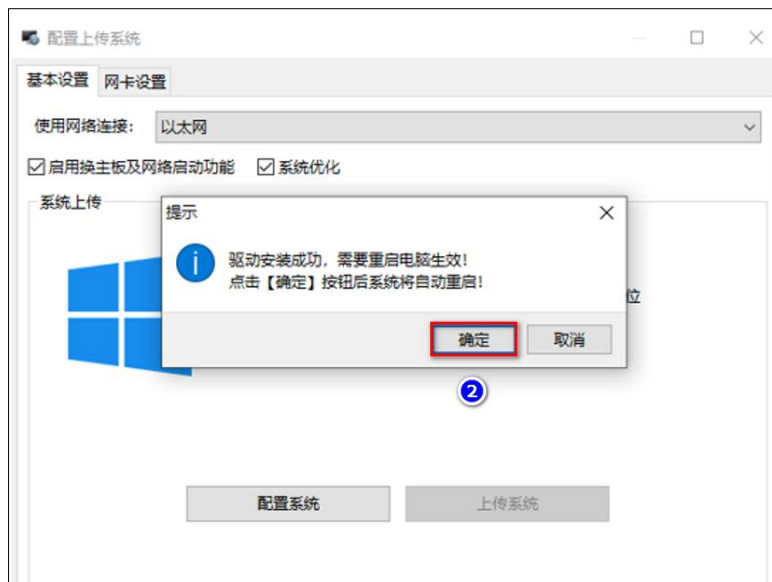 配置上传系统
基本设置 网卡设置
使用网络连接： 以太网
启用换主板及网络启动功能 系统优化
系统上传
提示
驱动安装成功，需要重启电脑生效！
点击【确定】按钮后系统将自动重启！
位
确定 取消
2
配置系统 上传系统